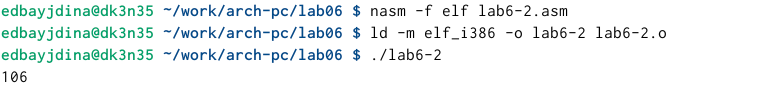 edbayjdina@dk3n35 ~/work/arch-pc/lab06 $ nasm -f elf lab6-2.asm
edbayjdina@dk3n35 ~/work/arch-pc/lab06 $ ld -m elf_i386 -o lab6-2 lab6-2.o
edbayjdina@dk3n35 ~/work/arch-pc/lab06 $ ./lab6-2
106